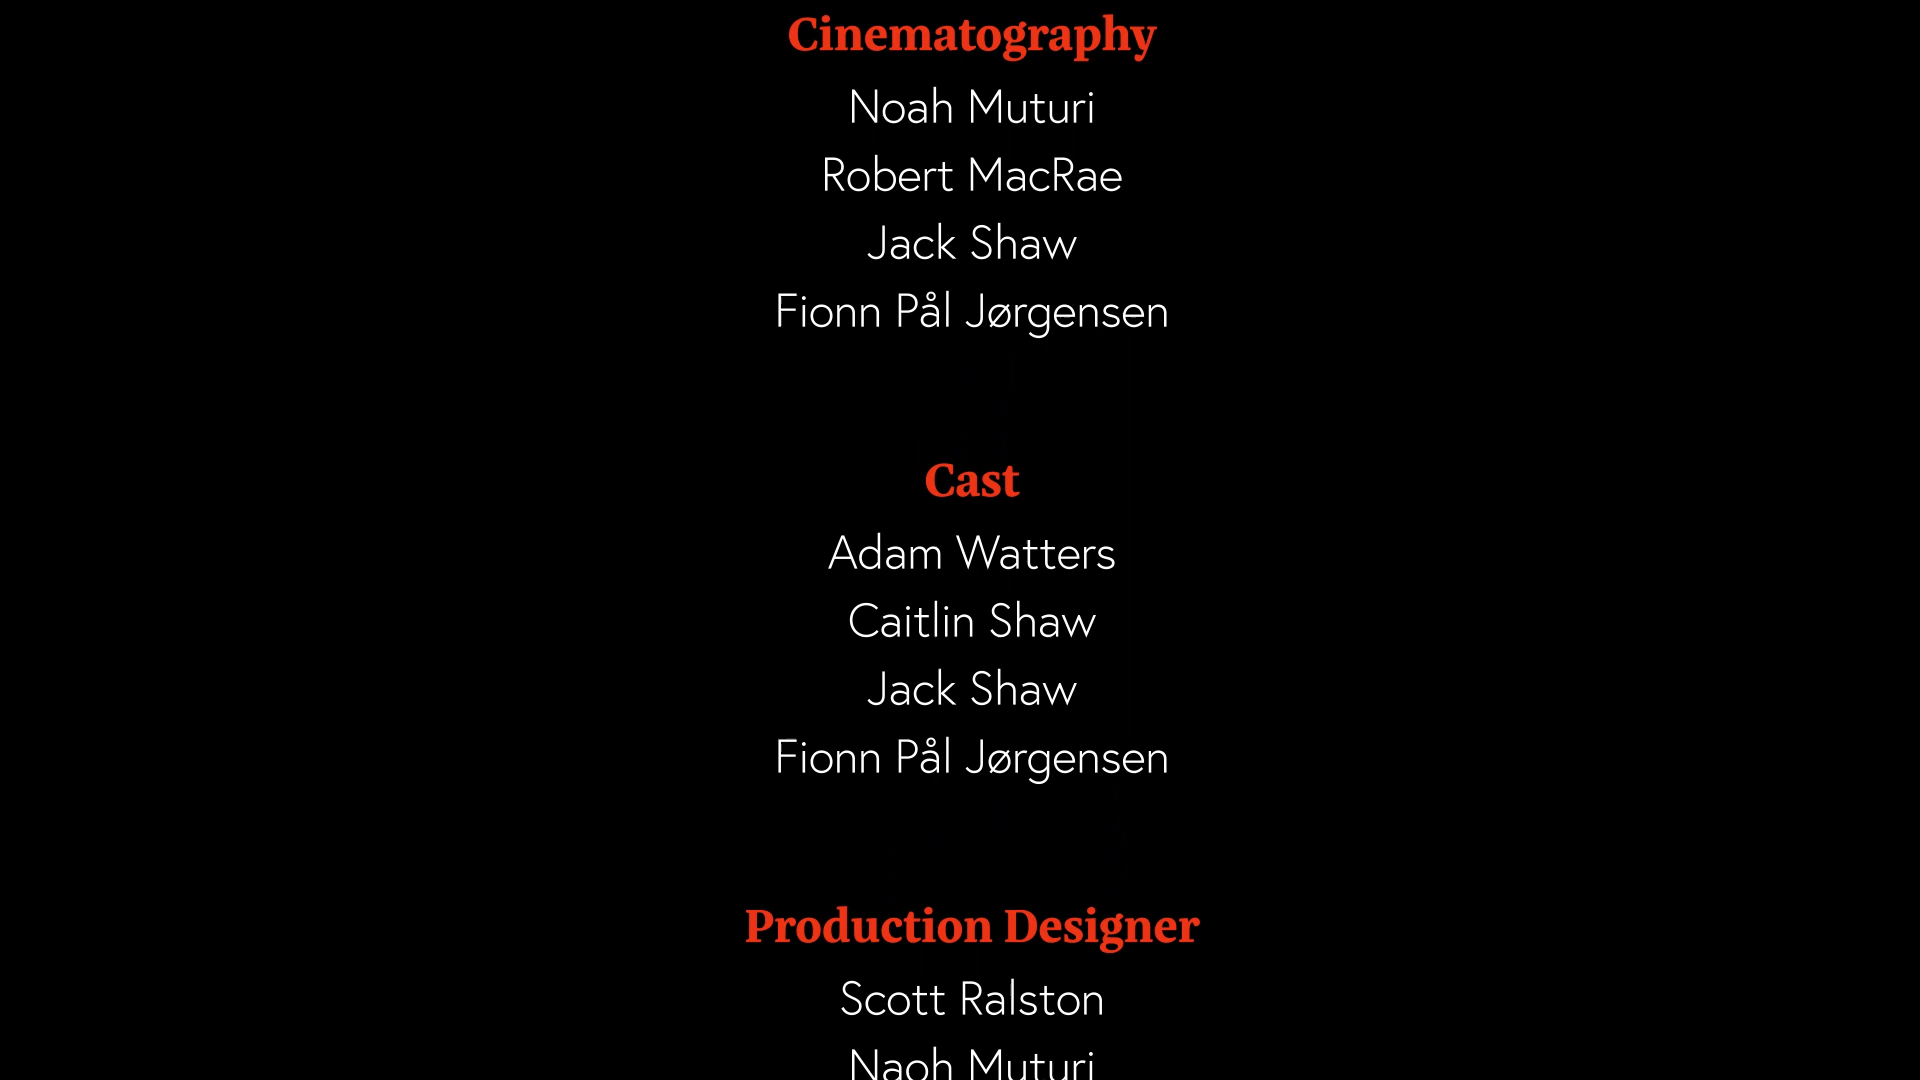 Cinematography
Noah Muturi
Robert MacRae
Jack Shaw
Fionn Pål Jørgensen
Cast
Adam Watters
Caitlin Shaw
Jack Shaw
Fionn Pål Jørgensen
Production Designer
Scott Ralston
Naoh Muturi